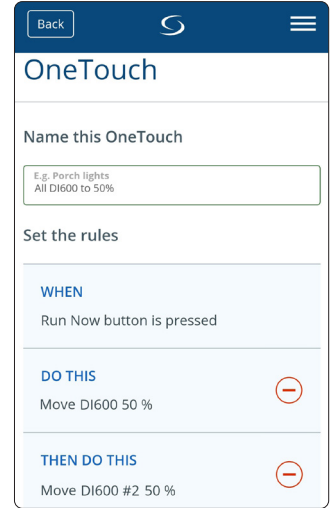 Back
OneTouch
Name this OneTouch
E.g. Porch lights
All DI600 to 50%
Set the rules
WHEN
Run Now button is pressed
DO THIS
Move DI600 50 %
THEN DO THIS
Move DI600 #2 50 %